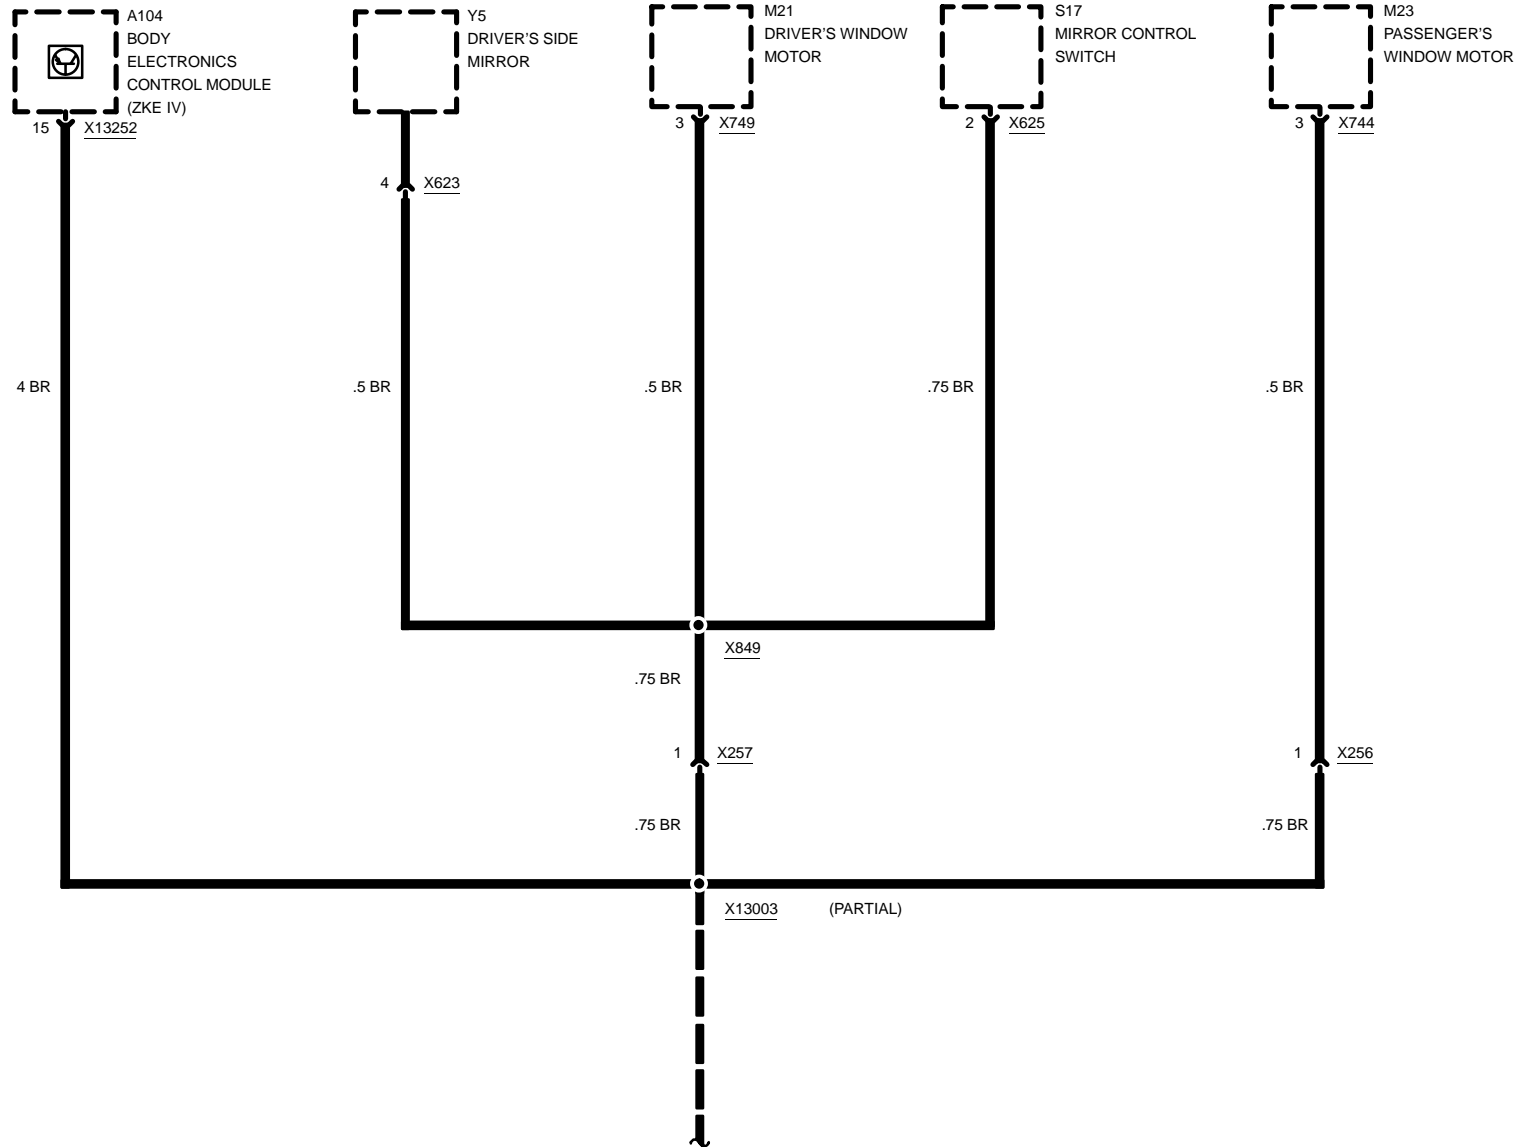 A104
BODY
ELECTRONICS
CONTROL MODULE
(ZKE IV)
15 X13252
Y5
DRIVER'S SIDE
MIRROR
4 X623
M21
DRIVER'S WINDOW
MOTOR
3 X749
S17
MIRROR CONTROL
SWITCH
2 X625
M23
PASSENGER'S
WINDOW MOTOR
3 X744
4 BR
.5 BR
.5 BR
.75 BR
.5 BR
X849
.75 BR
1 X257
1 X256
.75 BR
.75 BR
X13003 (PARTIAL)